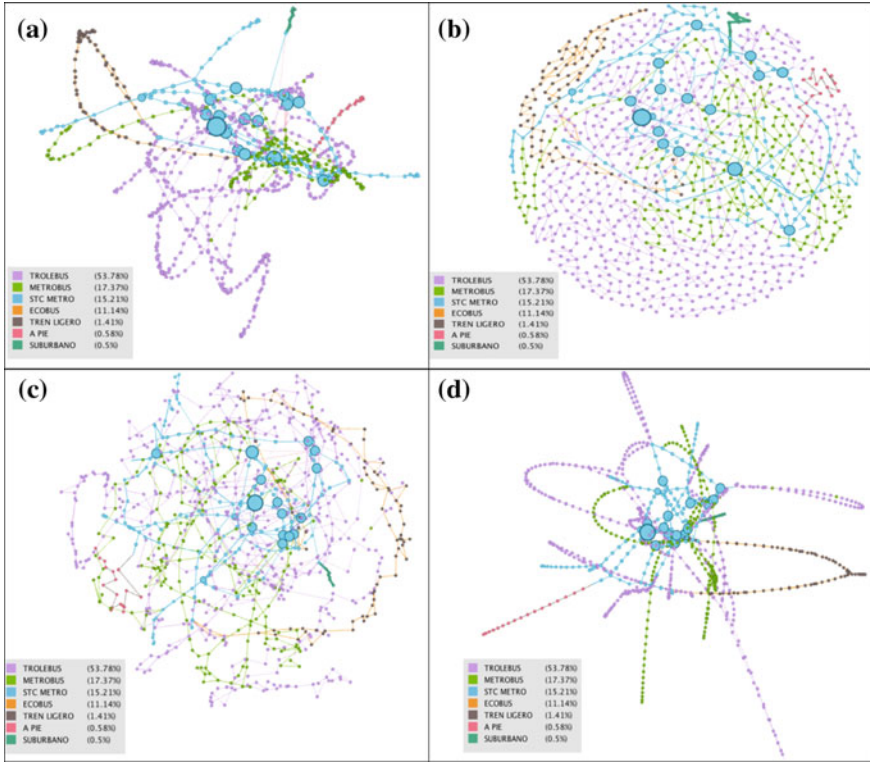 (a)
TROLEBUS (53.78%)
METROBUS (17.37%)
STC METRO (15.21%)
ECOBUS (11.14%)
TREN LIGERO (1.41%)
A PIE (0.58%)
SUBURBANO (0.5%)
(b)
TROLEBUS (53.78%)
METROBUS (17.37%)
STC METRO (15.21%)
ECOBUS (11.14%)
TREN LIGERO (1.41%)
A PIE (0.58%)
SUBURBANO (0.5%)
(c)
TROLEBUS (53.78%)
METROBUS (17.37%)
STC METRO (15.21%)
ECOBUS (11.14%)
TREN LIGERO (1.41%)
A PIE (0.58%)
SUBURBANO (0.5%)
(d)
TROLEBUS (53.78%)
METROBUS (17.37%)
STC METRO (15.21%)
ECOBUS (11.14%)
TREN LIGERO (1.41%)
A PIE (0.58%)
SUBURBANO (0.5%)